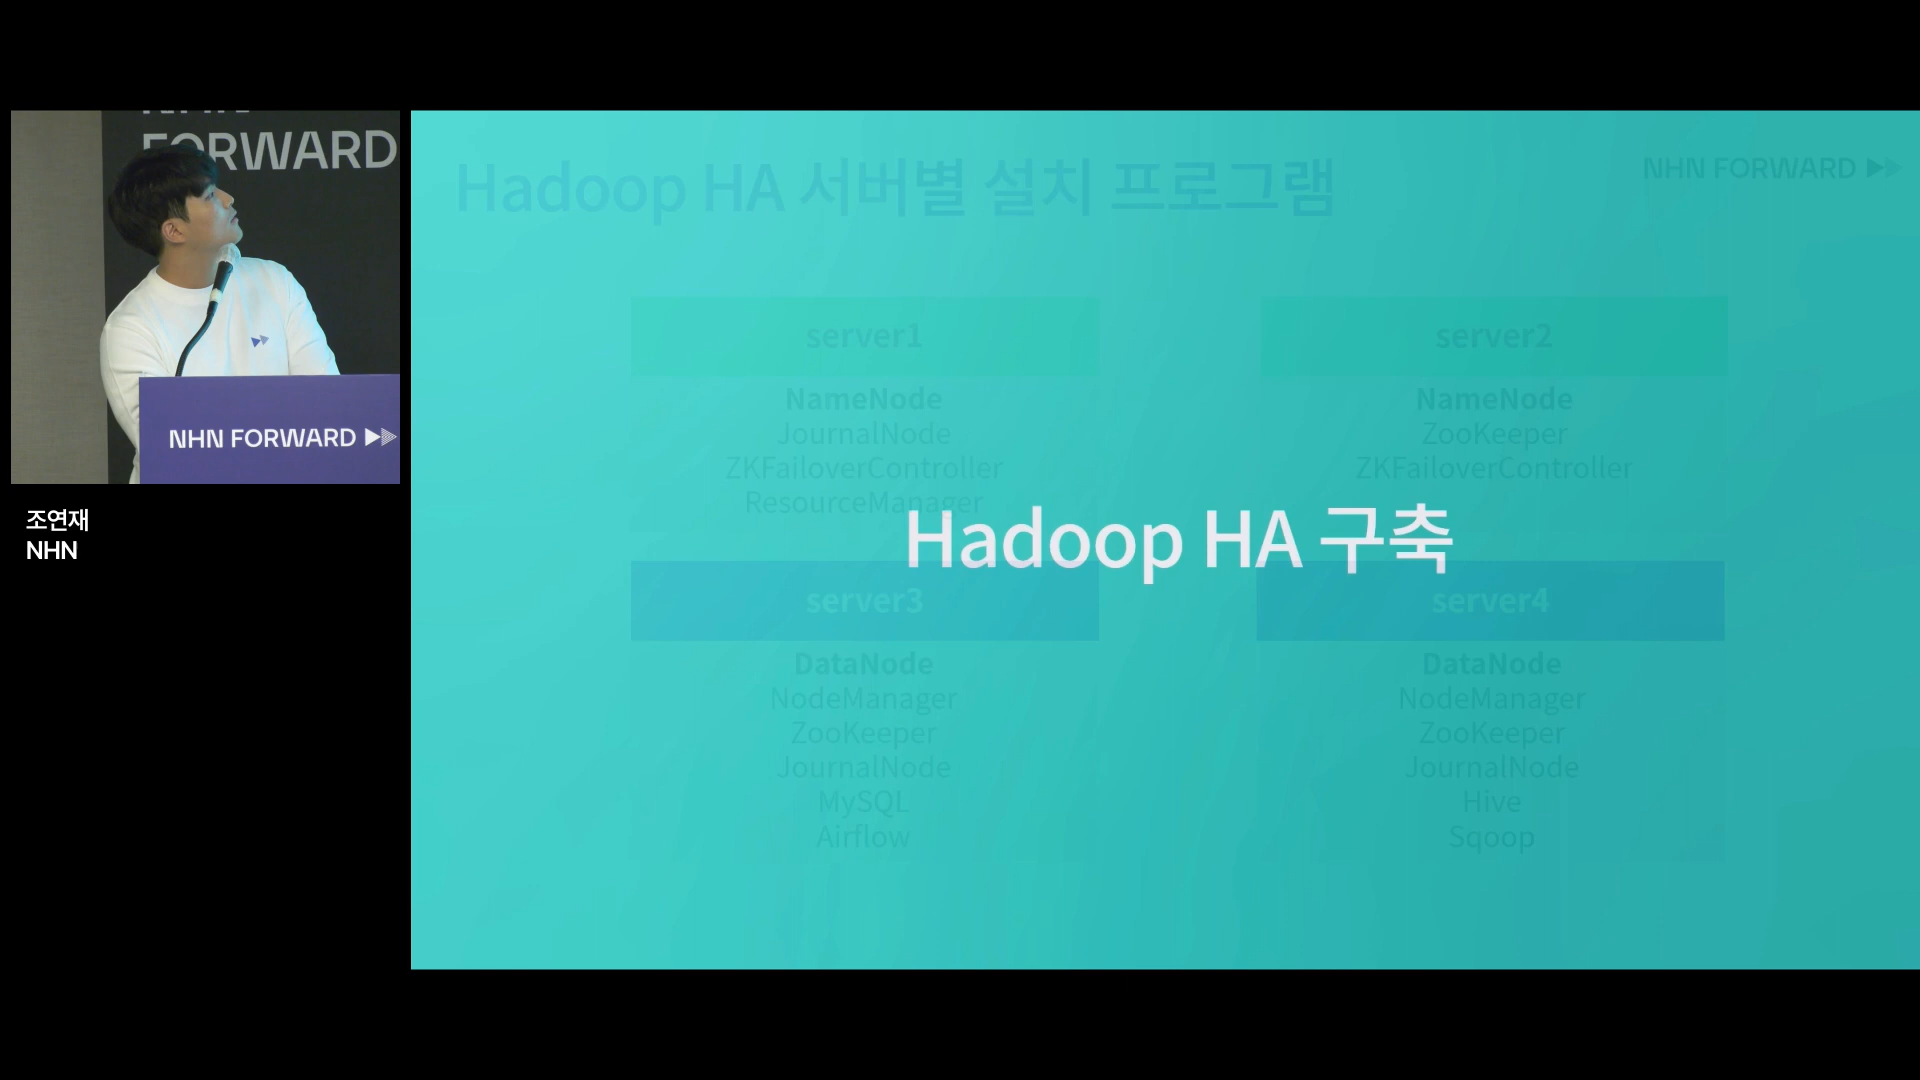 FORWARD
NHN FORWARD
조연재
NHN
Hadoop HA 서버별 설치 프로그램
NHN FORWARD
server1
NameNode
JournalNode
ZKFailoverController
ResourceManager
server2
NameNode
ZooKeeper
ZKFailoverController
Hadoop HA 구축
server3
DataNode
NodeManager
ZooKeeper
JournalNode
MySQL
Airflow
server4
DataNode
NodeManager
ZooKeeper
JournalNode
Hive
Sqoop